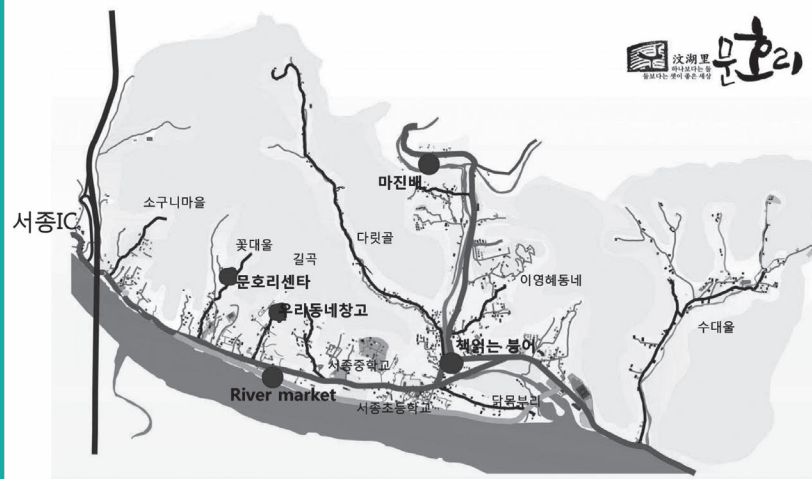 汶湖里
하나보다는 둘
둘보다는 셋이 좋은 세상
문호리
마진배
소구니마을
서종IC
꽃대울
길곡
다릿골
문호리센타
이영혜동네
우리동네창고
수대울
책읽는 붕어
서종중학교
River market
서종초등학교
닭묵부리